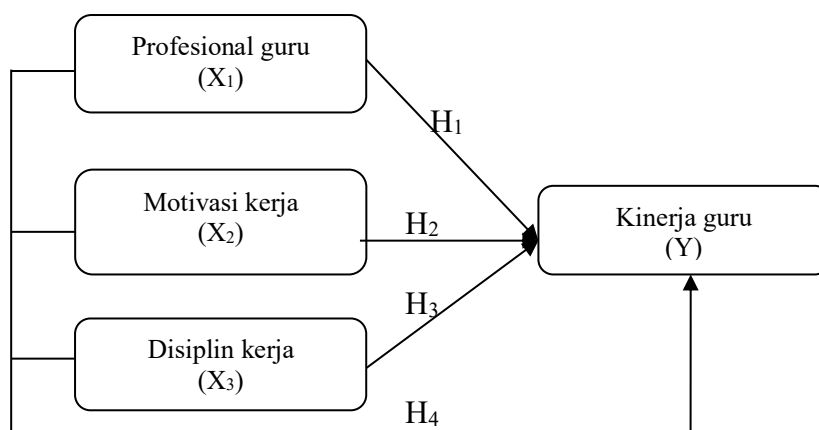 Profesional guru
(X₁)
H₁
Motivasi kerja
(X₂)
H₂
Kinerja guru
(Y)
H₃
Disiplin kerja
(X₃)
H₄